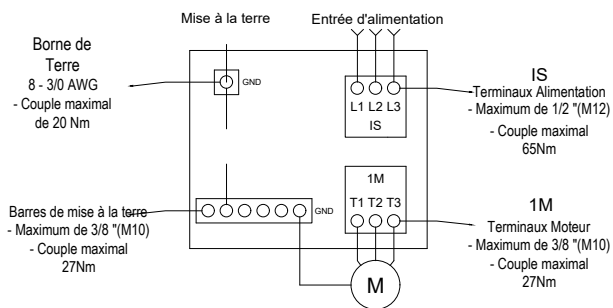 Mise à la terre
Entrée d'alimentation
Borne de
Terre
8 - 3/0 AWG
- Couple maximal
de 20 Nm
GND
L1 L2 L3
IS
IS
Terminaux Alimentation
- Maximum de 1/2 "(M12)
- Couple maximal
65Nm
Barres de mise à la terre
- Maximum de 3/8 "(M10)
- Couple maximal
27Nm
GND
1M
T1 T2 T3
M
1M
Terminaux Moteur
- Maximum de 3/8 "(M10)
- Couple maximal
27Nm